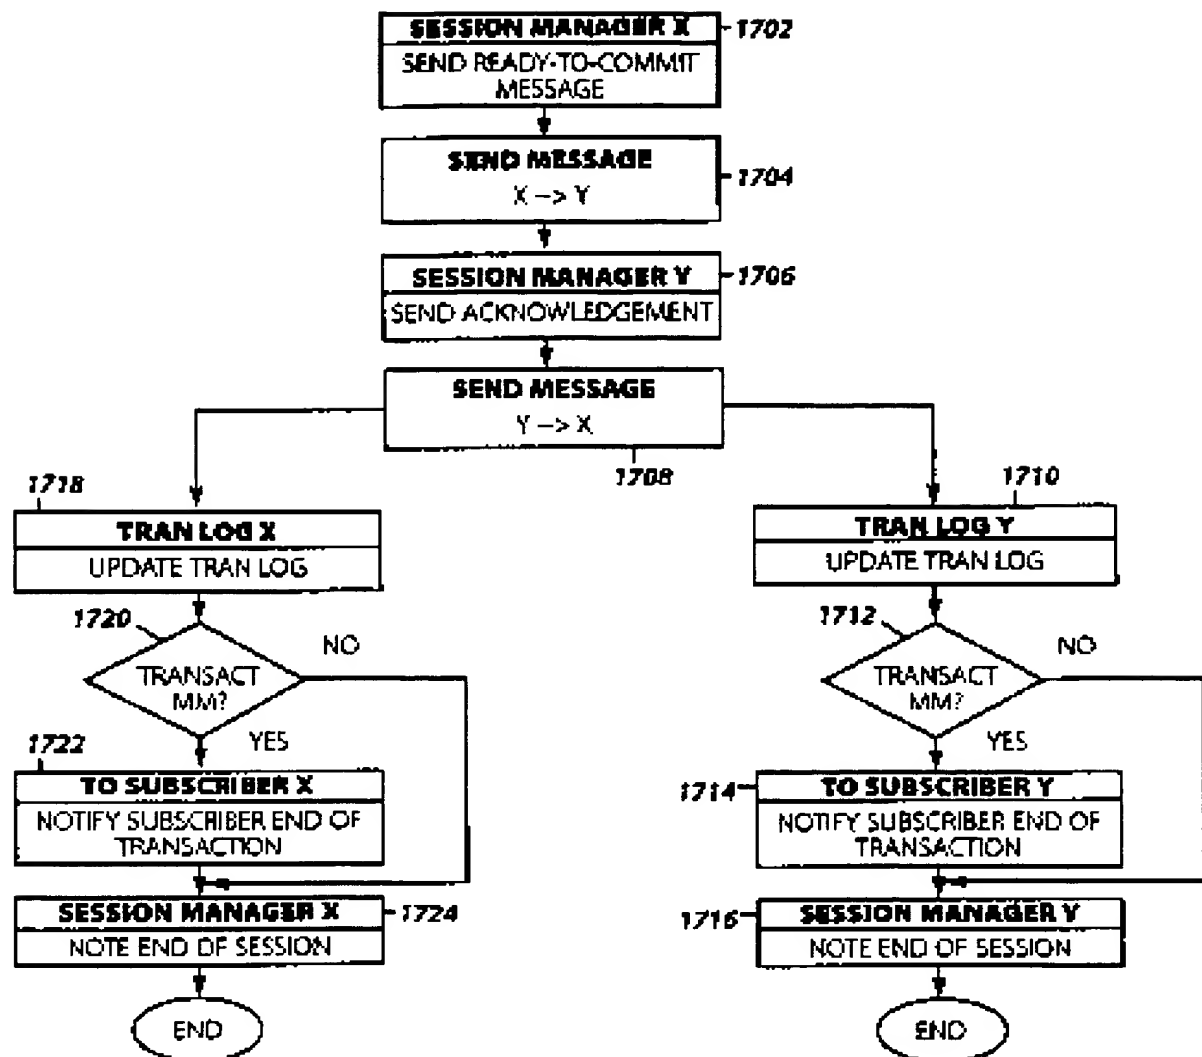 SESSION MANAGER X
1702
SEND READY-TO-COMMIT
MESSAGE
SEND MESSAGE
X --> Y
1704
SESSION MANAGER Y
1706
SEND ACKNOWLEDGEMENT
SEND MESSAGE
Y --> X
1708
1718
TRAN LOG X
UPDATE TRAN LOG
1720
NO
TRANSACT
MM?
YES
1722
TO SUBSCRIBER X
NOTIFY SUBSCRIBER END OF
TRANSACTION
SESSION MANAGER X
1724
NOTE END OF SESSION
END
1710
TRAN LOG Y
UPDATE TRAN LOG
1712
NO
TRANSACT
MM?
YES
1714
TO SUBSCRIBER Y
NOTIFY SUBSCRIBER END OF
TRANSACTION
1716
SESSION MANAGER Y
NOTE END OF SESSION
END